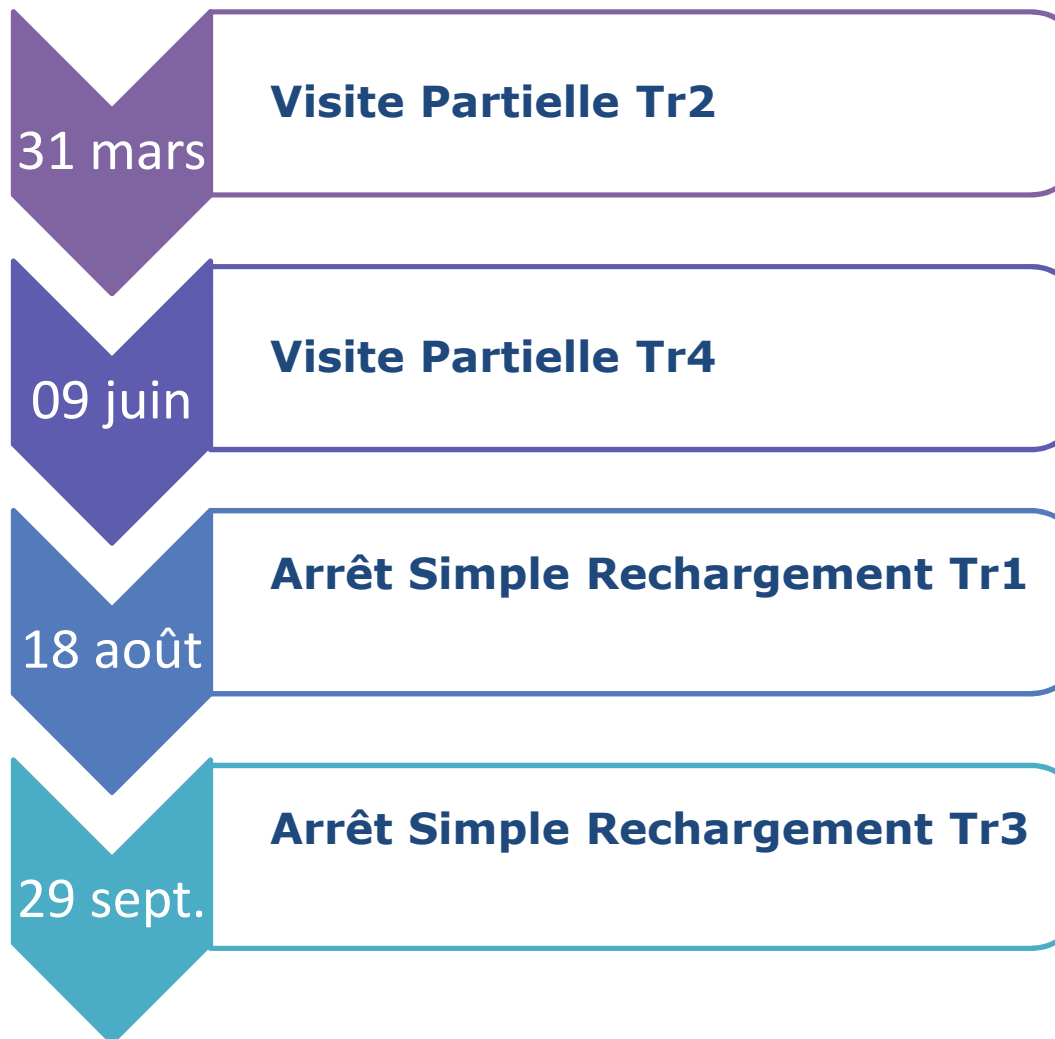 31 mars
Visite Partielle Tr2
09 juin
Visite Partielle Tr4
18 août
Arrêt Simple Rechargement Tr1
29 sept.
Arrêt Simple Rechargement Tr3